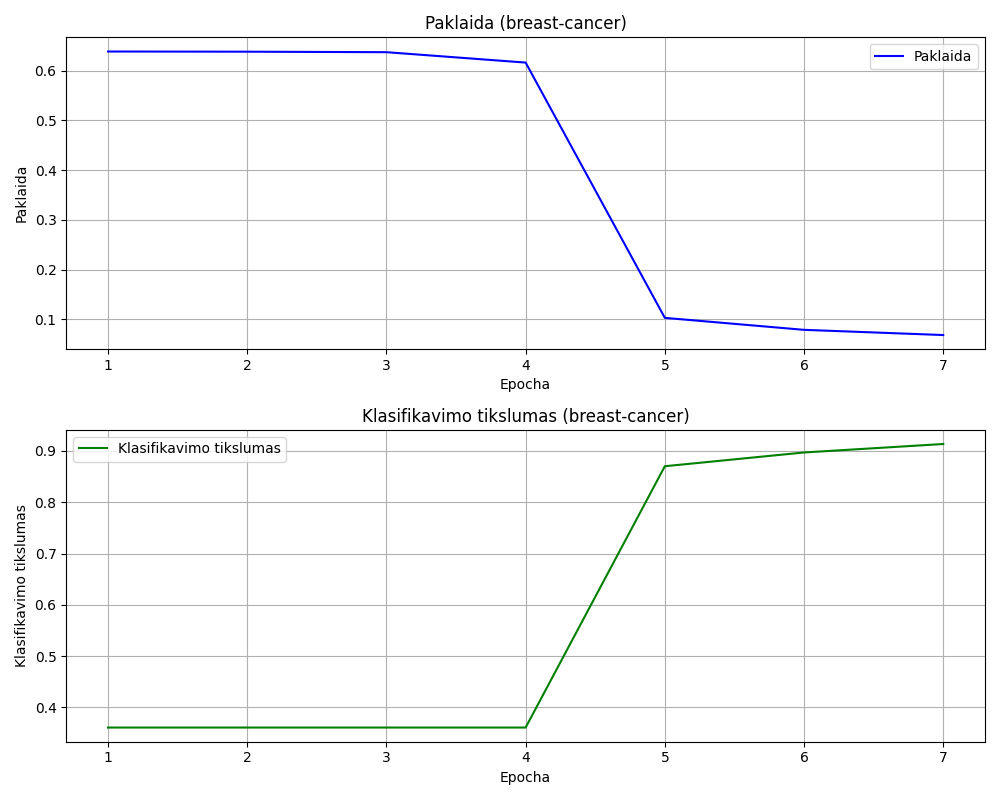 Paklaida (breast-cancer)
Paklaida
0.6
0.5
0.4
0.3
0.2
0.1
Paklaida
1 2 3 4 5 6 7
Epocha
Klasifikavimo tikslumas (breast-cancer)
Klasifikavimo tikslumas
0.9
0.8
0.7
0.6
0.5
0.4
Klasifikavimo tikslumas
1 2 3 4 5 6 7
Epocha